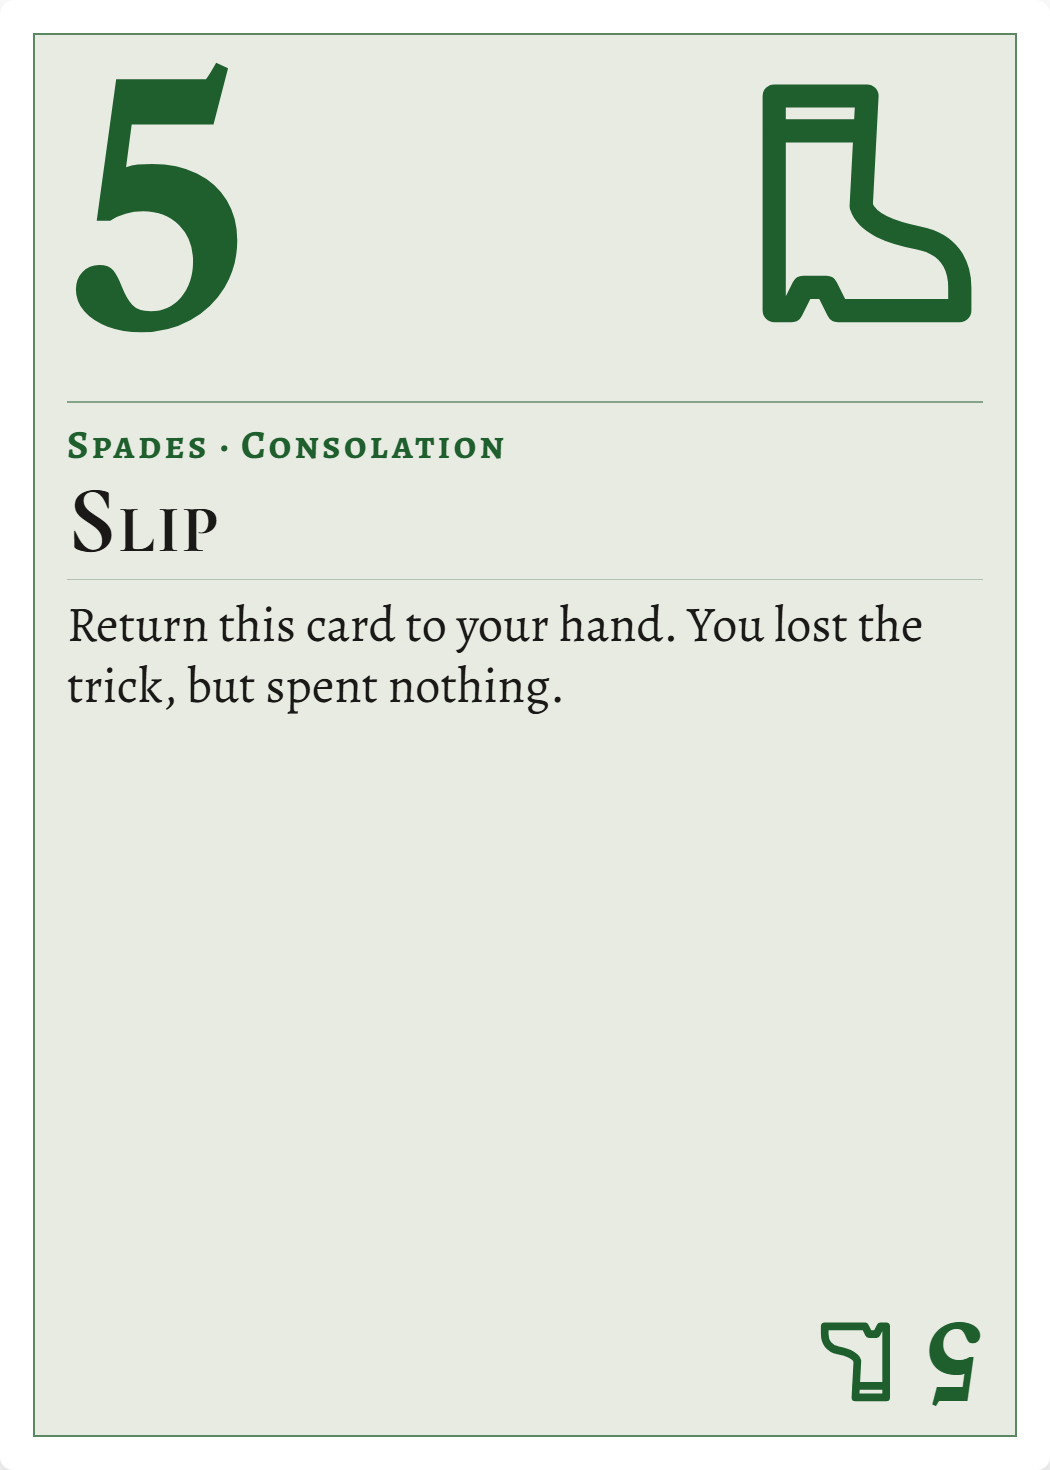 5
Spades · Consolation
Slip
Return this card to your hand. You lost the
trick, but spent nothing.
5